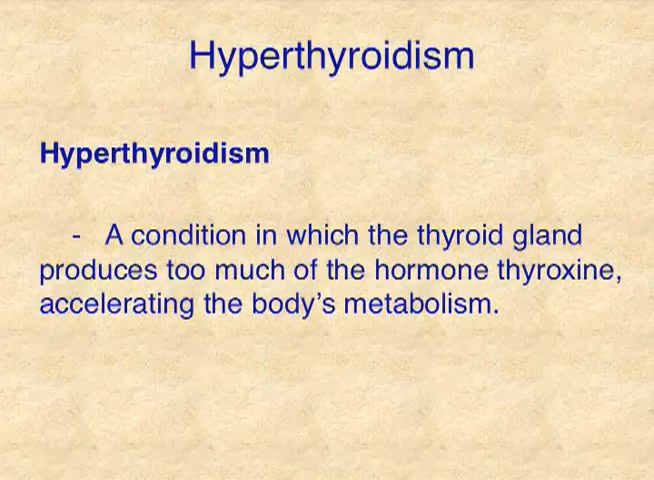 Hyperthyroidism
Hyperthyroidism
- A condition in which the thyroid gland
produces too much of the hormone thyroxine,
accelerating the body’s metabolism.